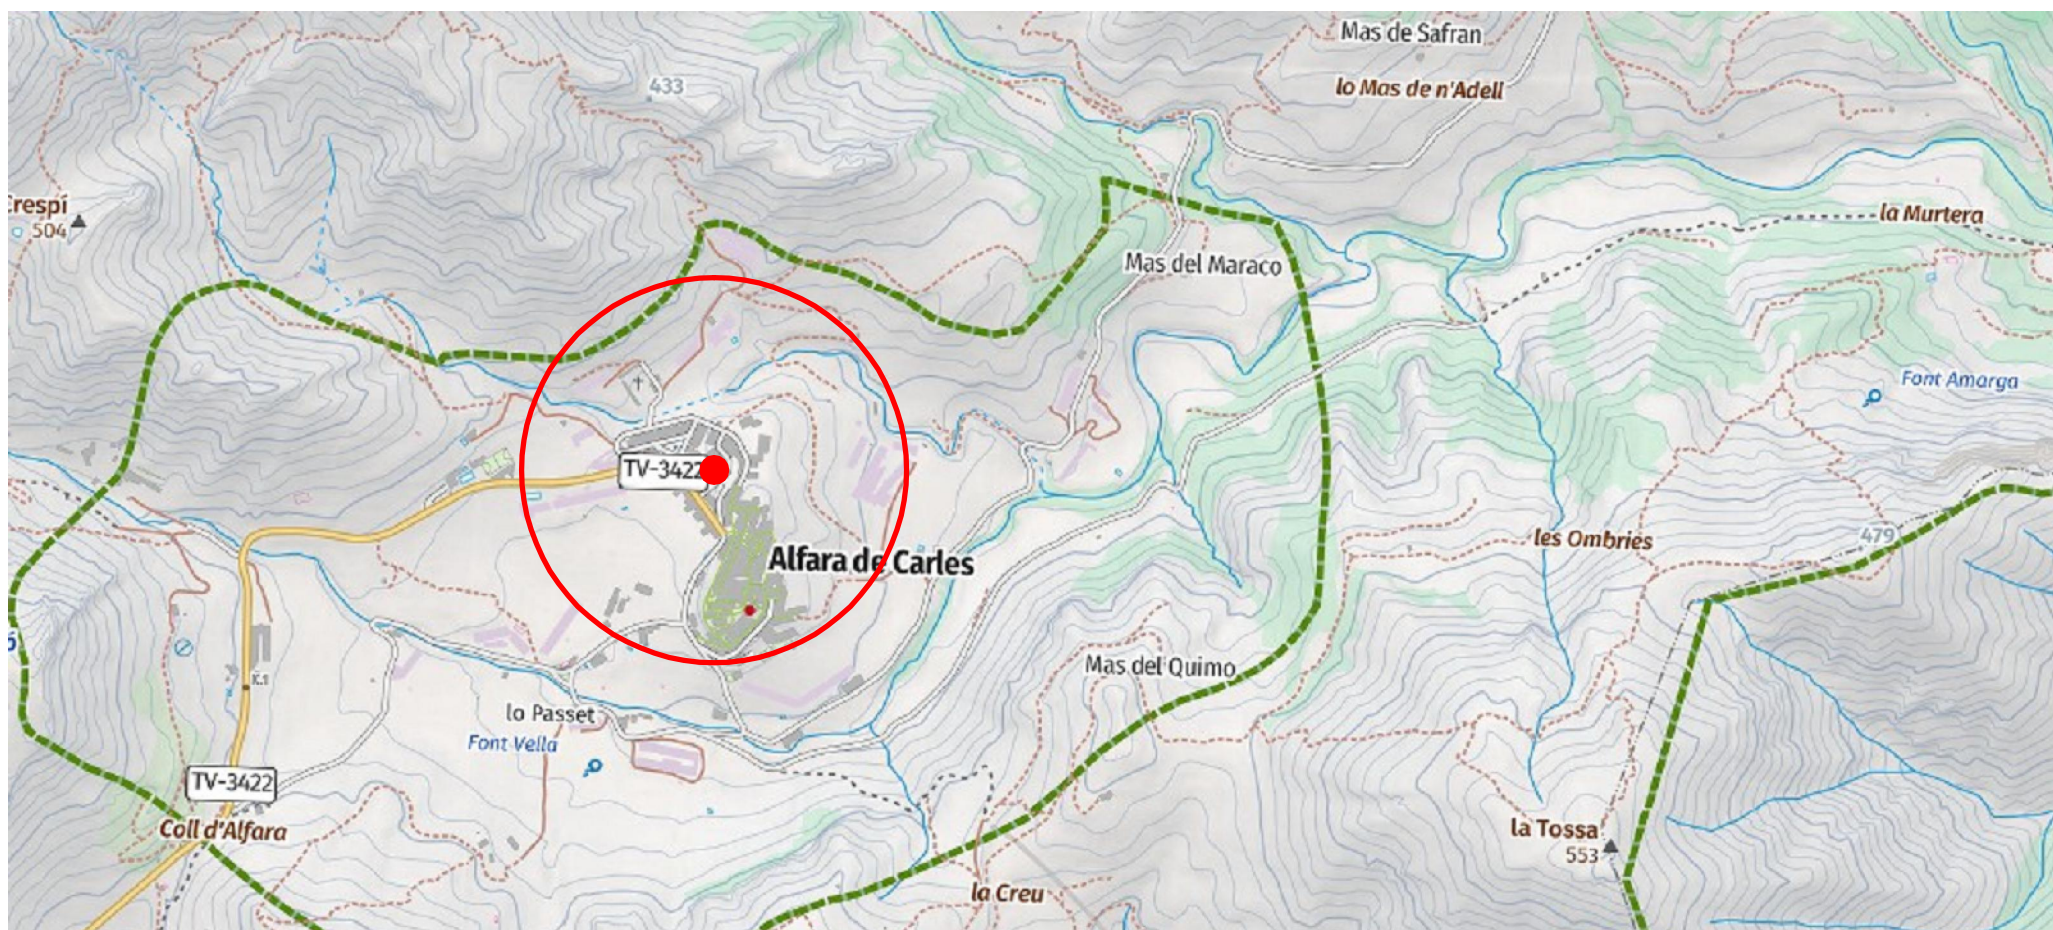 Mas de Safran
433
lo Mas de n'Adell
Crespí
504
la Murtera
Mas del Maraco
Font Amarga
TV-3422
les Ombries
479
Alfara de Carles
Mas del Quimo
K.1
lo Passet
Font Vella
TV-3422
Coll d'Alfara
la Tossa
553
la Creu